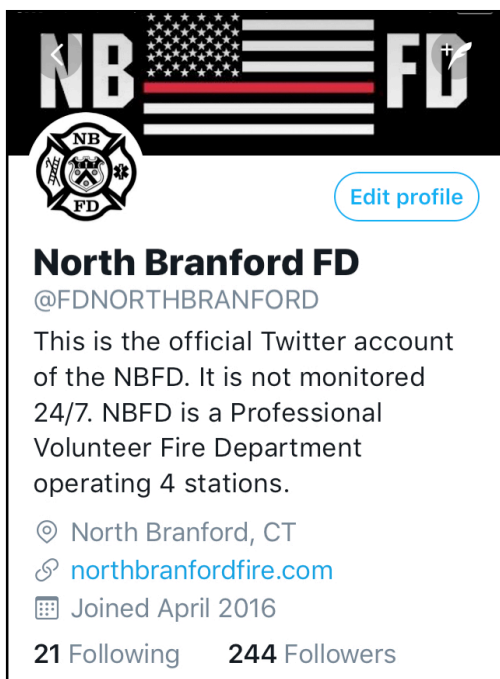 NB FD
NB
FD
Edit profile
North Branford FD
@FDNORTHBRANFORD
This is the official Twitter account
of the NBFD. It is not monitored
24/7. NBFD is a Professional
Volunteer Fire Department
operating 4 stations.
North Branford, CT
northbranfordfire.com
Joined April 2016
21 Following 244 Followers